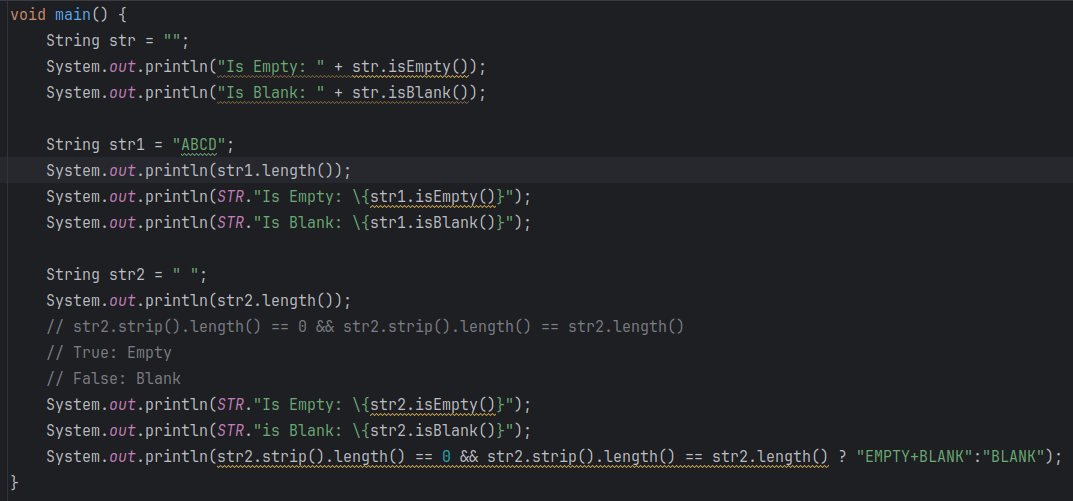 void main() {
    String str = "";
    System.out.println("Is Empty: " + str.isEmpty());
    System.out.println("Is Blank: " + str.isBlank());

    String str1 = "ABCD";
    System.out.println(str1.length());
    System.out.println(STR."Is Empty: \{str1.isEmpty()}");
    System.out.println(STR."Is Blank: \{str1.isBlank()}");

    String str2 = " ";
    System.out.println(str2.length());
    // str2.strip().length() == 0 && str2.strip().length() == str2.length()
    // True: Empty
    // False: Blank
    System.out.println(STR."Is Empty: \{str2.isEmpty()}");
    System.out.println(STR."is Blank: \{str2.isBlank()}");
    System.out.println(str2.strip().length() == 0 && str2.strip().length() == str2.length() ? "EMPTY+BLANK":"BLANK");
}